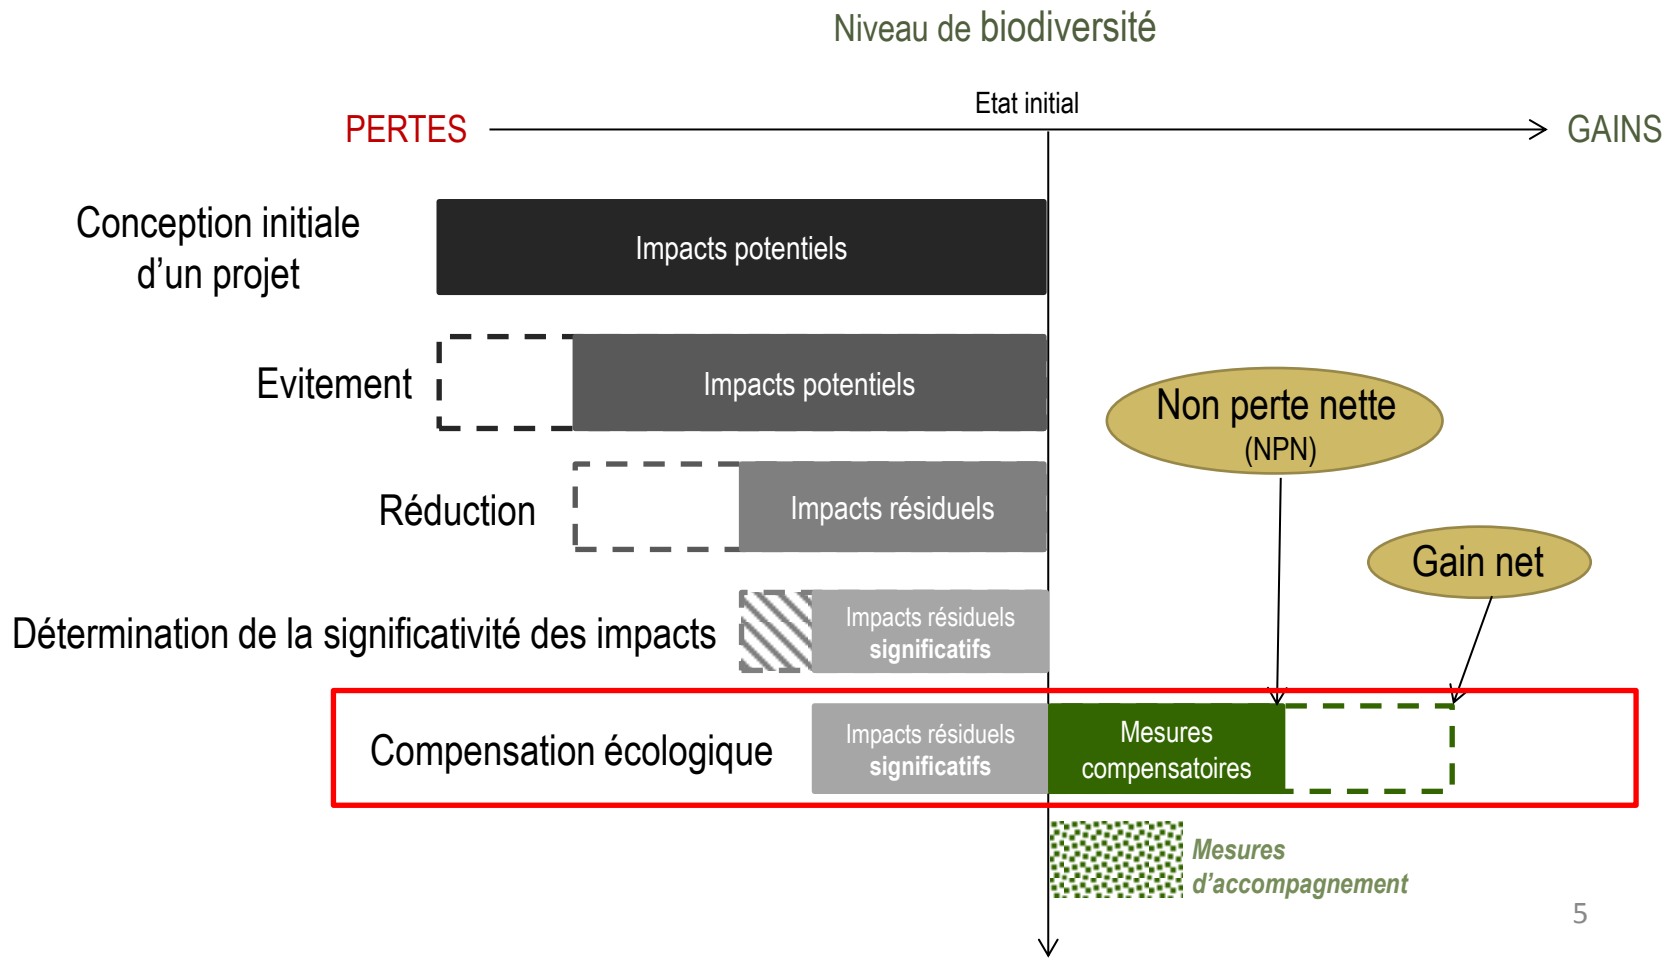 Niveau de biodiversité
Etat initial
PERTES
GAINS
Conception initiale
d’un projet
Impacts potentiels
Evitement
Impacts potentiels
Non perte nette
(NPN)
Réduction
Impacts résiduels
Gain net
Détermination de la significativité des impacts
Impacts résiduels
significatifs
Compensation écologique
Impacts résiduels
significatifs
Mesures
compensatoires
Mesures
d’accompagnement
5